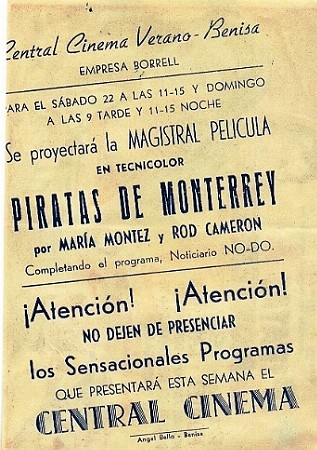 Central Cinema Verano - Benisa
EMPRESA BORRELL
PARA EL SÁBADO 22 A LAS 11-15 Y DOMINGO
A LAS 9 TARDE Y 11-15 NOCHE
Se proyectará la MAGISTRAL PELICULA
EN TECNICOLOR
PIRATAS DE MONTERREY
por MARÍA MONTEZ y ROD CAMERON
Completando el programa, Noticiario NO-DO.
¡Atención! ¡Atención!
NO DEJEN DE PRESENCIAR
los Sensacionales Programas
QUE PRESENTARÁ ESTA SEMANA EL
CENTRAL CINEMA
Angel Bello - Benisa